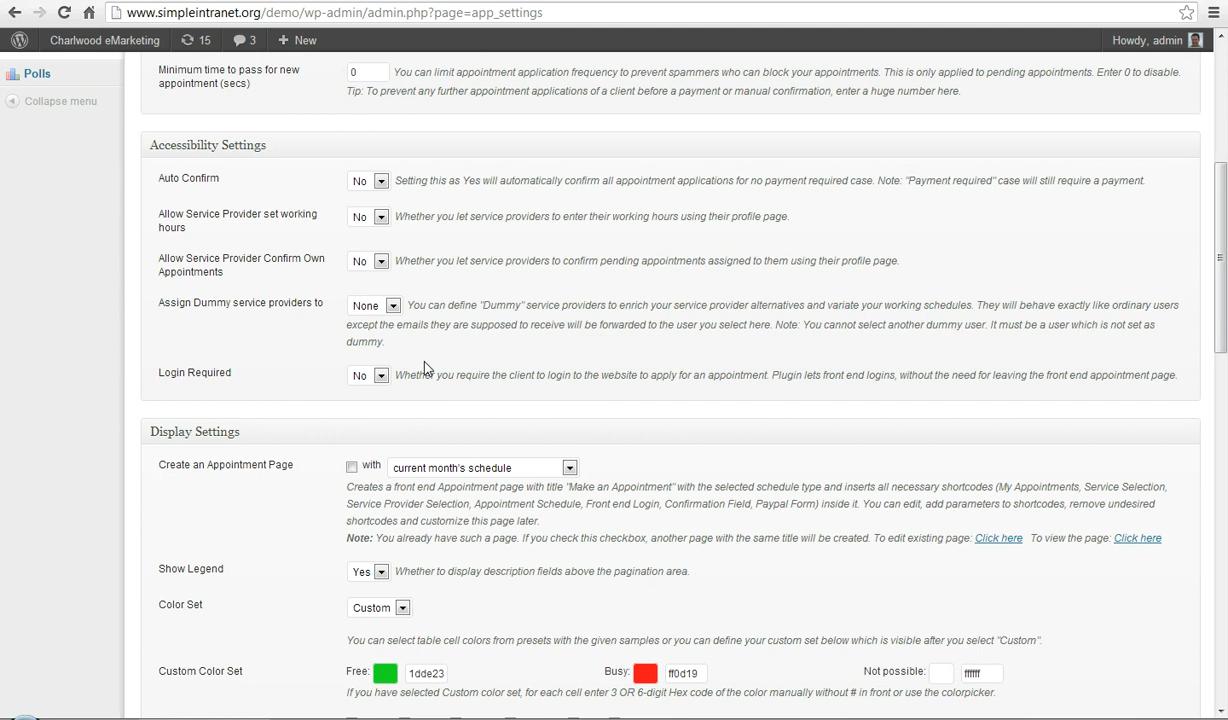 www.simpleintranet.org/demo/wp-admin/admin.php?page=app_settings
Charlwood eMarketing 15 3 + New Howdy, admin
Polls
Collapse menu
Minimum time to pass for new
appointment (secs)
0 You can limit appointment application frequency to prevent spammers who can block your appointments. This is only applied to pending appointments. Enter 0 to disable.
Tip: To prevent any further appointment applications of a client before a payment or manual confirmation, enter a huge number here.
Accessibility Settings
Auto Confirm
No Setting this as Yes will automatically confirm all appointment applications for no payment required case. Note: "Payment required" case will still require a payment.
Allow Service Provider set working
hours
No Whether you let service providers to enter their working hours using their profile page.
Allow Service Provider Confirm Own
Appointments
No Whether you let service providers to confirm pending appointments assigned to them using their profile page.
Assign Dummy service providers to
None You can define "Dummy" service providers to enrich your service provider alternatives and variate your working schedules. They will behave exactly like ordinary users
except the emails they are supposed to receive will be forwarded to the user you select here. Note: You cannot select another dummy user. It must be a user which is not set as
dummy.
Login Required
No Whether you require the client to login to the website to apply for an appointment. Plugin lets front end logins, without the need for leaving the front end appointment page.
Display Settings
Create an Appointment Page
with current month's schedule
Creates a front end Appointment page with title "Make an Appointment" with the selected schedule type and inserts all necessary shortcodes (My Appointments, Service Selection,
Service Provider Selection, Appointment Schedule, Front end Login, Confirmation Field, Paypal Form) inside it. You can edit, add parameters to shortcodes, remove undesired
shortcodes and customize this page later.
Note: You already have such a page. If you check this checkbox, another page with the same title will be created. To edit existing page: Click here To view the page: Click here
Show Legend
Yes Whether to display description fields above the pagination area.
Color Set
Custom
You can select table cell colors from presets with the given samples or you can define your custom set below which is visible after you select "Custom".
Custom Color Set
Free: 1dde23 Busy: ff0d19 Not possible: ffffff
If you have selected Custom color set, for each cell enter 3 OR 6-digit Hex code of the color manually without # in front or use the colorpicker.